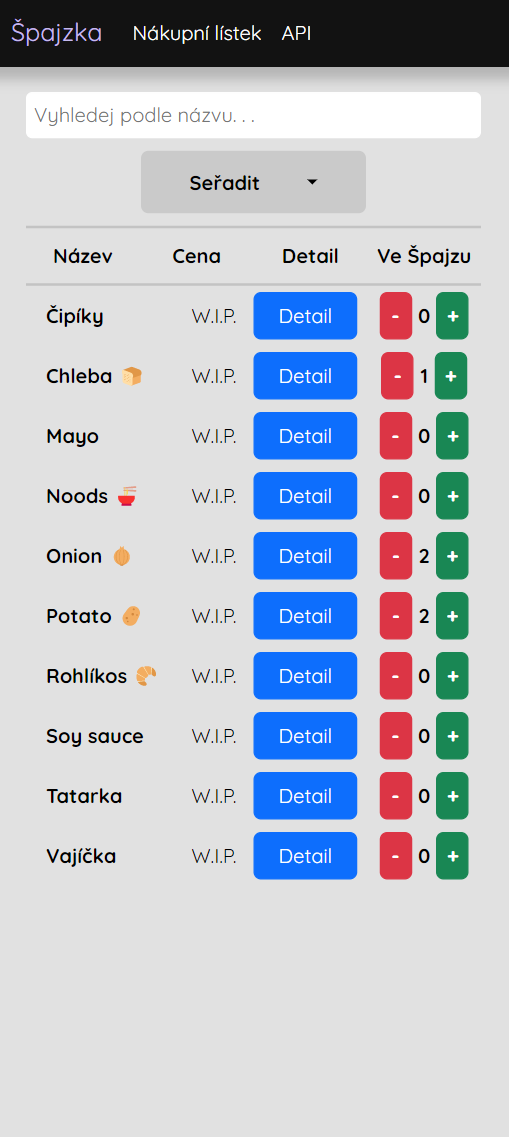 Špajzka Nákupní lístek API
Vyhledej podle názvu. . .
Seřadit
Název Cena Detail Ve Špajzu
Čipíky W.I.P. Detail - 0 +
Chleba 🍞 W.I.P. Detail - 1 +
Mayo W.I.P. Detail - 0 +
Noods 🍜 W.I.P. Detail - 0 +
Onion 🧅 W.I.P. Detail - 2 +
Potato 🥔 W.I.P. Detail - 2 +
Rohlíkos 🥐 W.I.P. Detail - 0 +
Soy sauce W.I.P. Detail - 0 +
Tatarka W.I.P. Detail - 0 +
Vajíčka W.I.P. Detail - 0 +